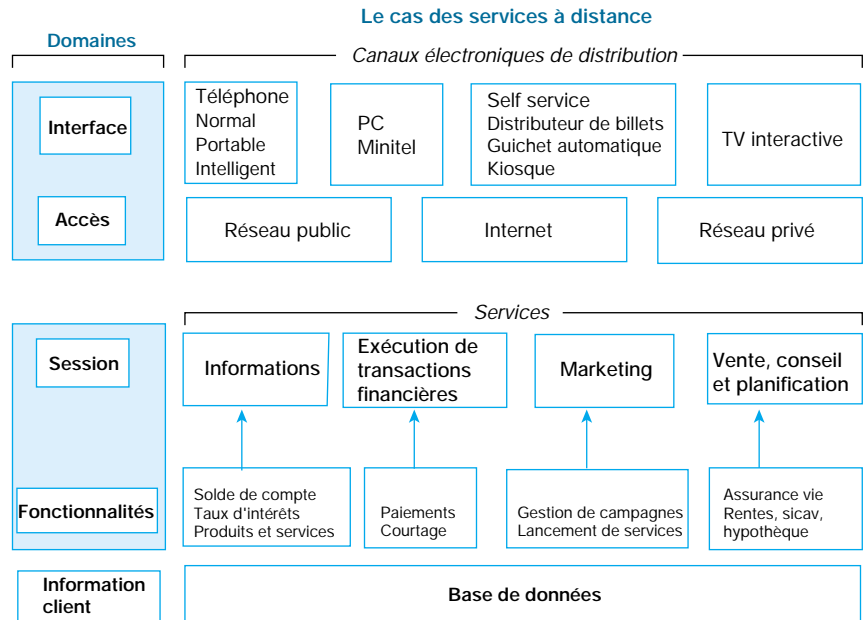 Le cas des services à distance
Domaines
Canaux électroniques de distribution
Interface
Téléphone
Normal
Portable
Intelligent
PC
Minitel
Self service
Distributeur de billets
Guichet automatique
Kiosque
TV interactive
Accès
Réseau public
Internet
Réseau privé
Services
Session
Informations
Exécution de
transactions
financières
Marketing
Vente, conseil
et planification
Fonctionnalités
Solde de compte
Taux d'intérêts
Produits et services
Paiements
Courtage
Gestion de campagnes
Lancement de services
Assurance vie
Rentes, sicav,
hypothèque
Information
client
Base de données